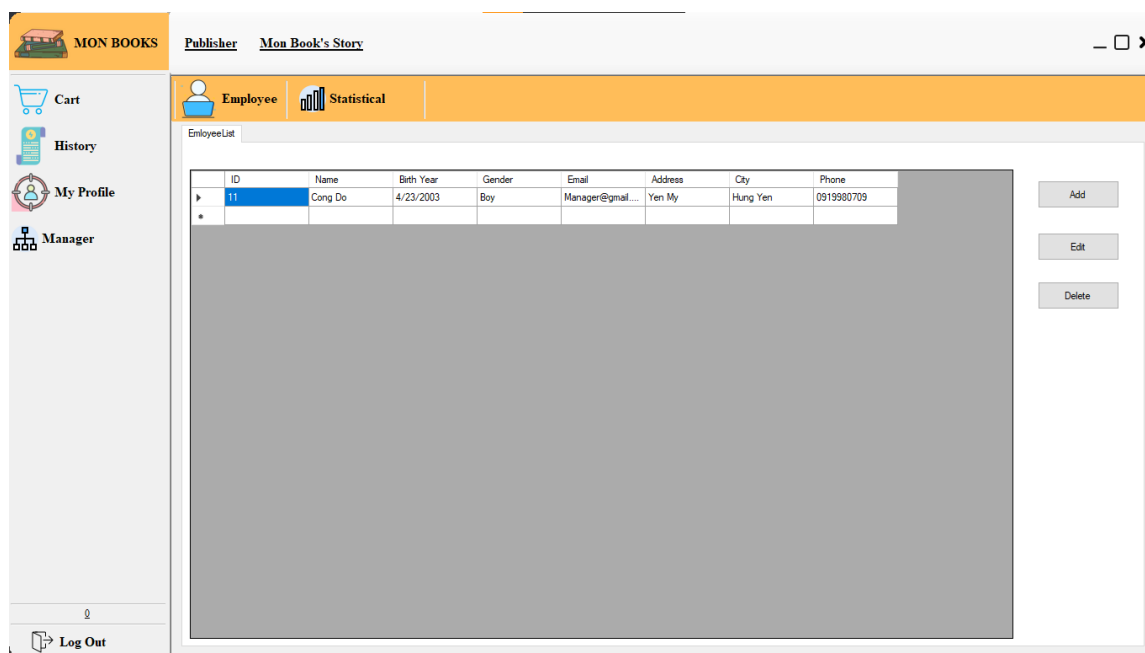 MON BOOKS
Publisher Mon Book's Story
Cart
History
My Profile
Manager
Employee Statistical
EmloyeeList
ID Name Birth Year Gender Email Address City Phone
11 Cong Do 4/23/2003 Boy Manager@gmail.... Yen My Hung Yen 0919980709
Add
Edit
Delete
0
Log Out